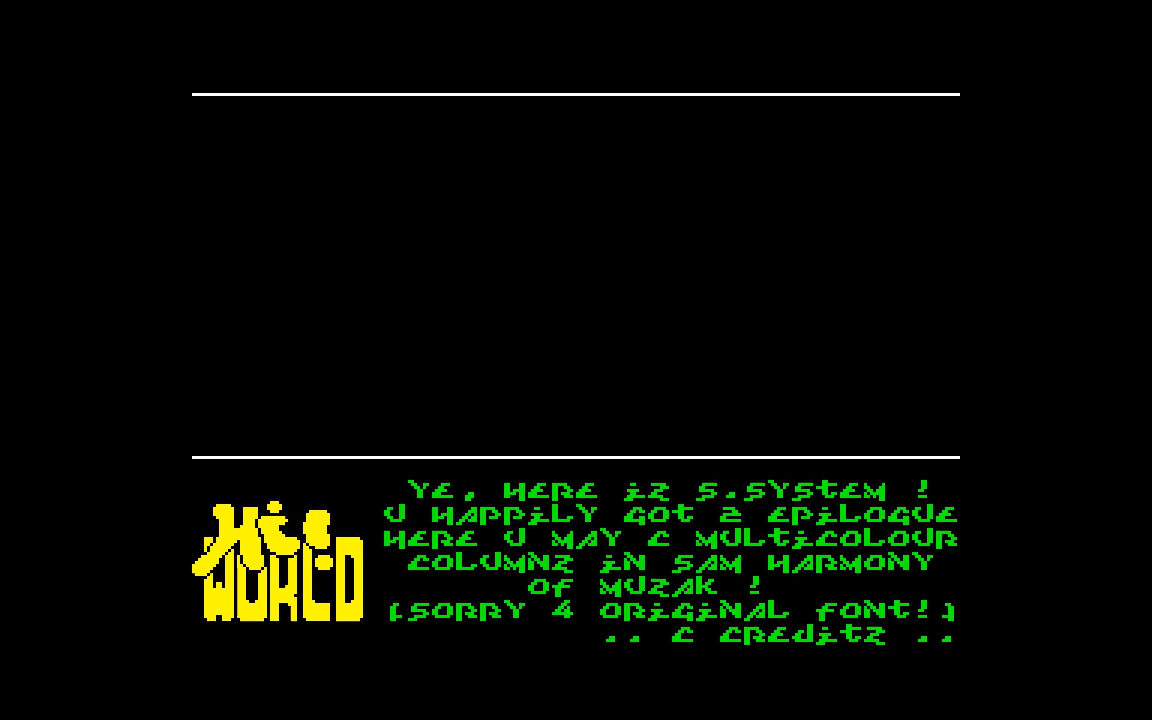 Hi!
WORLD
YE, HERE iZ S.SYStEM !
U HAPPiLY GOt 2 EPiLOGUE
HERE U MAY C MULtiCOLOUR
COLUMNZ iN SAM HARMONY
Of MUZAK !
(SORRY 4 ORiGiNAL fONt!)
.. C CREditZ ..